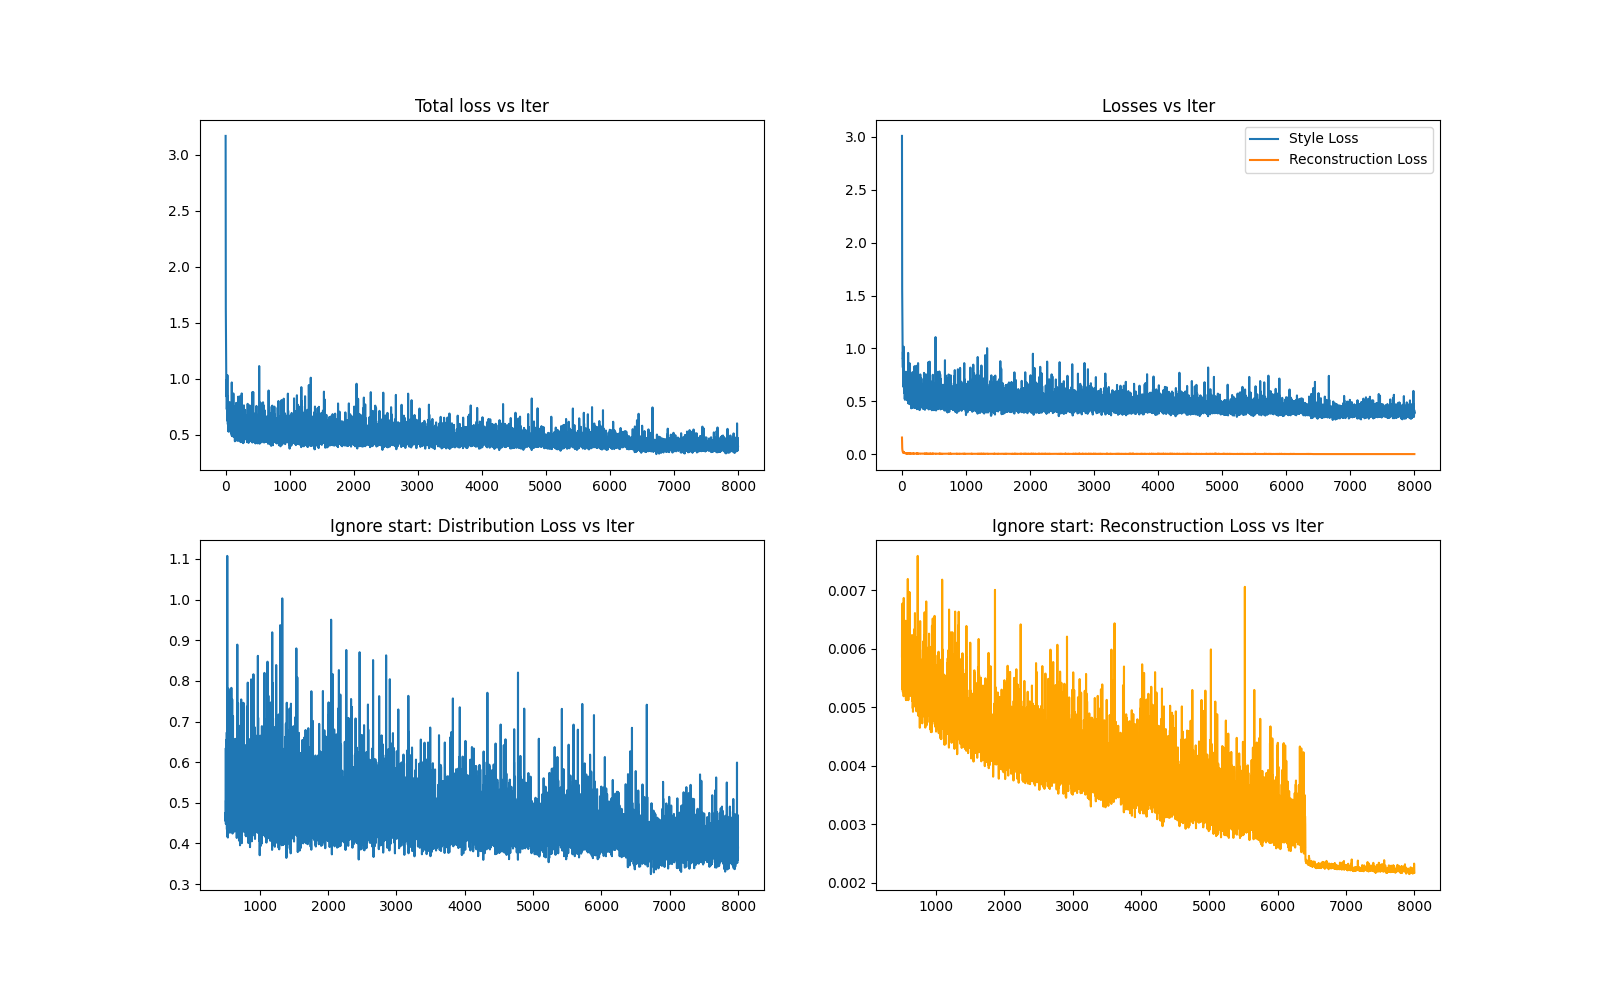 Total loss vs Iter
3.0
2.5
2.0
1.5
1.0
0.5
0 1000 2000 3000 4000 5000 6000 7000 8000
Losses vs Iter
Style Loss
Reconstruction Loss
3.0
2.5
2.0
1.5
1.0
0.5
0.0
0 1000 2000 3000 4000 5000 6000 7000 8000
Ignore start: Distribution Loss vs Iter
1.1
1.0
0.9
0.8
0.7
0.6
0.5
0.4
0.3
1000 2000 3000 4000 5000 6000 7000 8000
Ignore start: Reconstruction Loss vs Iter
0.007
0.006
0.005
0.004
0.003
0.002
1000 2000 3000 4000 5000 6000 7000 8000